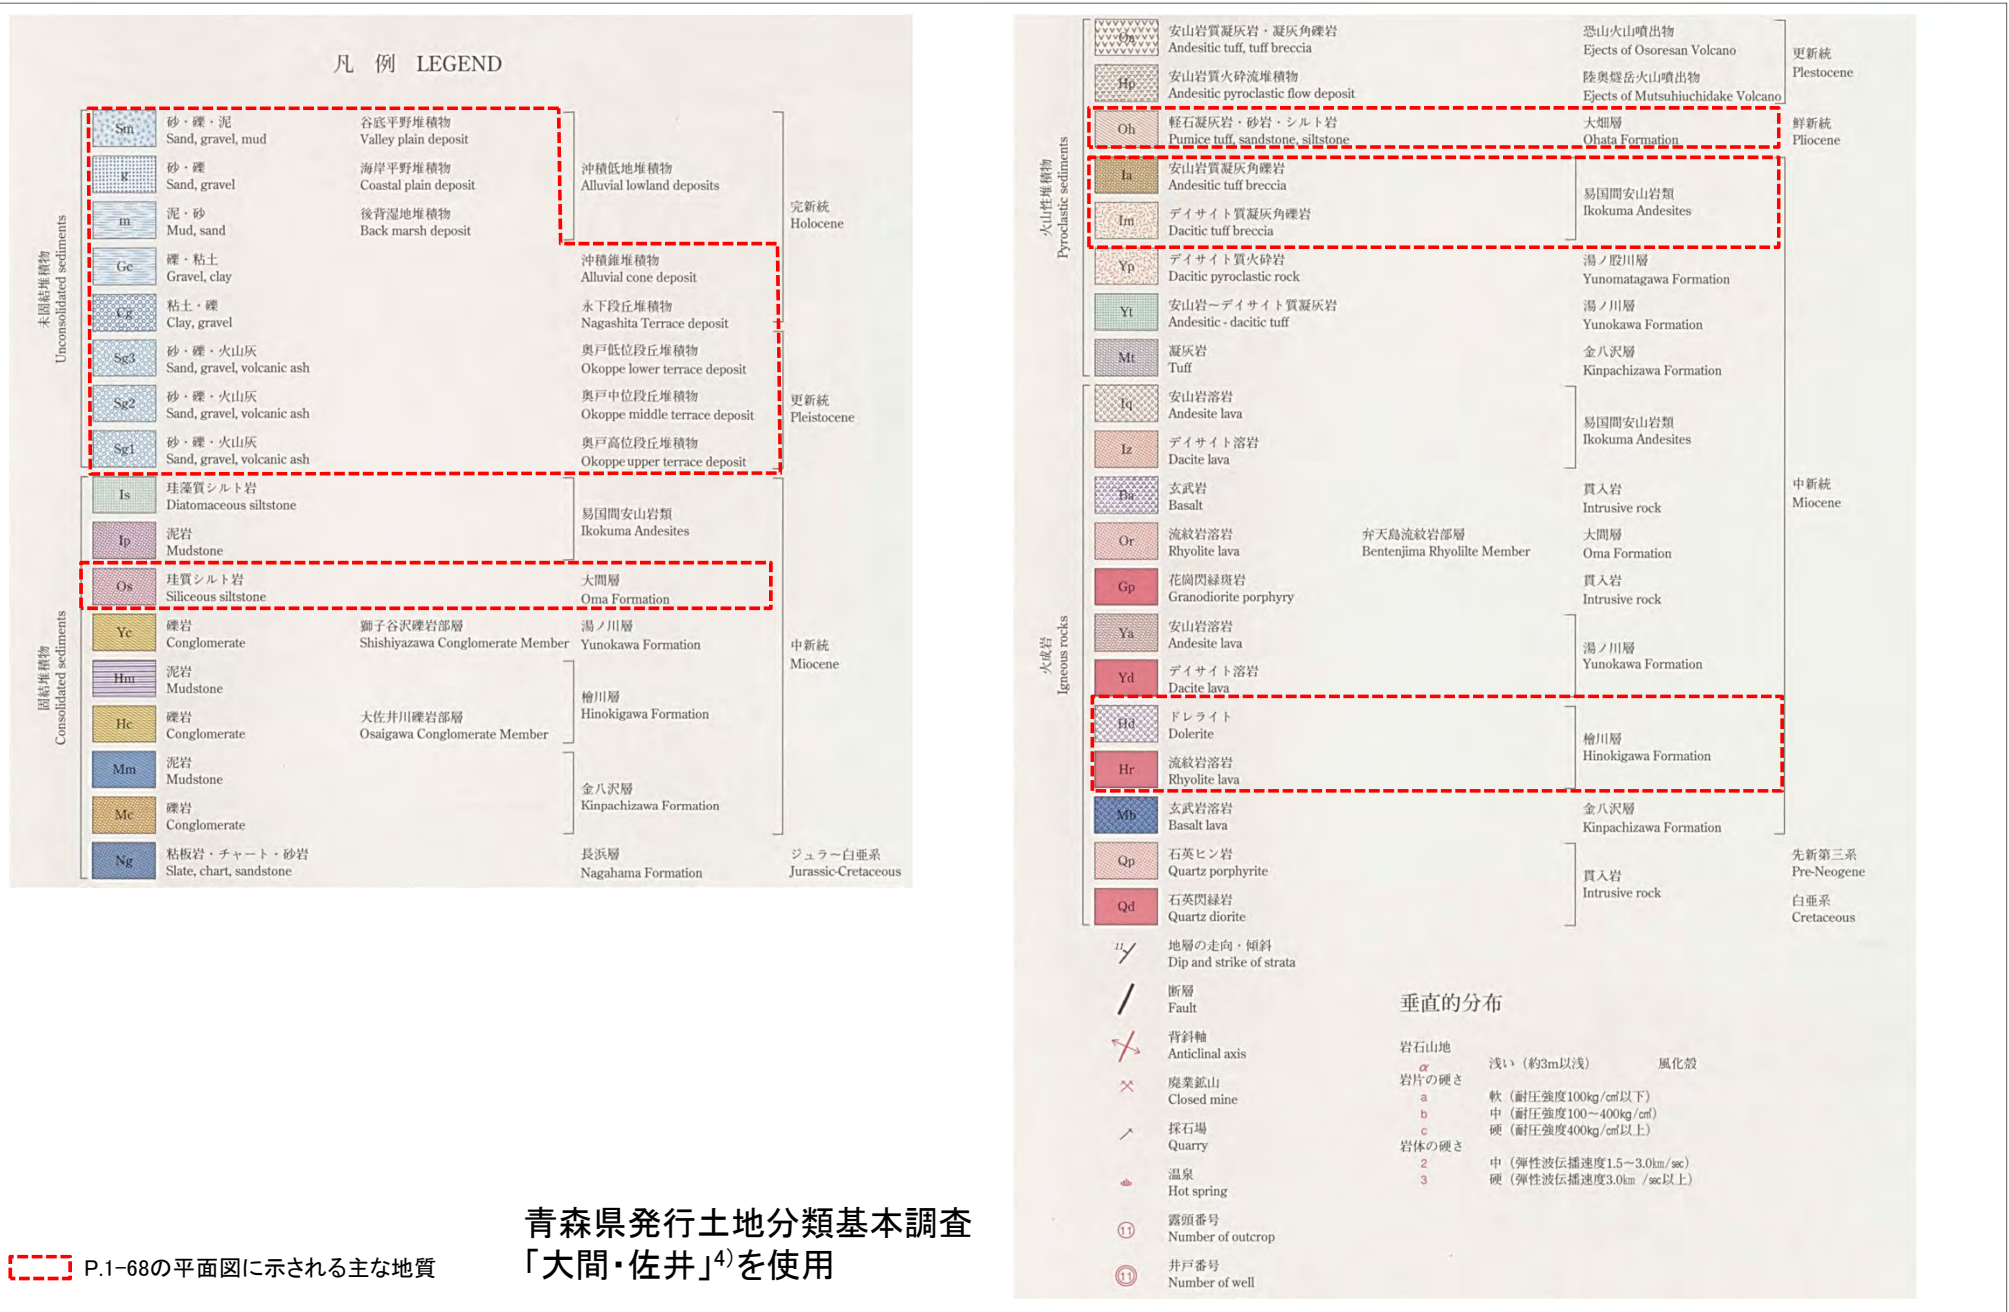 凡 例 LEGEND
未固結堆積物
Unconsolidated sediments
Sm 砂・礫・泥 谷底平野堆積物
Sand, gravel, mud Valley plain deposit
g 砂・礫 海岸平野堆積物 沖積低地堆積物
Sand, gravel Coastal plain deposit Alluvial lowland deposits
m 泥・砂 後背湿地堆積物 完新統
Mud, sand Back marsh deposit Holocene
Gc 礫・粘土 沖積錐堆積物
Gravel, clay Alluvial cone deposit
Cg 粘土・礫 永下段丘堆積物
Clay, gravel Nagashita Terrace deposit
Sg3 砂・礫・火山灰 奥戸低位段丘堆積物
Sand, gravel, volcanic ash Okoppe lower terrace deposit
Sg2 砂・礫・火山灰 奥戸中位段丘堆積物 更新統
Sand, gravel, volcanic ash Okoppe middle terrace deposit Pleistocene
Sg1 砂・礫・火山灰 奥戸高位段丘堆積物
Sand, gravel, volcanic ash Okoppe upper terrace deposit
固結堆積物
Consolidated sediments
Is 珪藻質シルト岩
Diatomaceous siltstone 易国間安山岩類
Ip 泥岩 Ikokuma Andesites
Mudstone
Os 珪質シルト岩 大間層
Siliceous siltstone Oma Formation
Yc 礫岩 獅子谷沢礫岩部層 湯ノ川層 中新統
Conglomerate Shishiyazawa Conglomerate Member Yunokawa Formation Miocene
Hm 泥岩
Mudstone 檜川層
Hc 礫岩 大佐井川礫岩部層 Hinokigawa Formation
Conglomerate Osaigawa Conglomerate Member
Mm 泥岩
Mudstone 金八沢層
Mc 礫岩 Kinpachizawa Formation
Conglomerate
Ng 粘板岩・チャート・砂岩 長浜層 ジュラ〜白亜系
Slate, chart, sandstone Nagahama Formation Jurassic-Cretaceous
P.1-68の平面図に示される主な地質
青森県発行土地分類基本調査
「大間・佐井」4)を使用
火山性堆積物
Pyroclastic sediments
On 安山岩質凝灰岩・凝灰角礫岩 恐山火山噴出物
Andesitic tuff, tuff breccia Ejects of Osoresan Volcano 更新統
Hp 安山岩質火砕流堆積物 陸奥燧岳火山噴出物 Plestocene
Andesitic pyroclastic flow deposit Ejects of Mutsuhiuchidake Volcano
Oh 軽石凝灰岩・砂岩・シルト岩 大畑層 鮮新統
Pumice tuff, sandstone, siltstone Ohata Formation Pliocene
Ia 安山岩質凝灰角礫岩
Andesitic tuff breccia 易国間安山岩類
Im デイサイト質凝灰角礫岩 Ikokuma Andesites
Dacitic tuff breccia
Yp デイサイト質火砕岩 湯ノ股川層
Dacitic pyroclastic rock Yunomatagawa Formation
Yt 安山岩〜デイサイト質凝灰岩 湯ノ川層
Andesitic - dacitic tuff Yunokawa Formation
Mt 凝灰岩 金八沢層
Tuff Kinpachizawa Formation
火成岩
Igneous rocks
Iq 安山岩溶岩
Andesite lava 易国間安山岩類
Iz デイサイト溶岩 Ikokuma Andesites
Dacite lava
Ba 玄武岩 貫入岩 中新統
Basalt Intrusive rock Miocene
Or 流紋岩溶岩 弁天島流紋岩部層 大間層
Rhyolite lava Bentenjima Rhyolilte Member Oma Formation
Gp 花崗閃緑斑岩 貫入岩
Granodiorite porphyry Intrusive rock
Ya 安山岩溶岩
Andesite lava 湯ノ川層
Yd デイサイト溶岩 Yunokawa Formation
Dacite lava
Hd ドレライト
Dolerite 檜川層
Hr 流紋岩溶岩 Hinokigawa Formation
Rhyolite lava
Mb 玄武岩溶岩 金八沢層
Basalt lava Kinpachizawa Formation
Qp 石英ヒン岩 先新第三系
Quartz porphyrite 貫入岩 Pre-Neogene
Qd 石英閃緑岩 Intrusive rock 白亜系
Quartz diorite Cretaceous
11 地層の走向・傾斜
Dip and strike of strata
断層
Fault
背斜軸
Anticlinal axis
廃業鉱山
Closed mine
採石場
Quarry
温泉
Hot spring
11 露頭番号
Number of outcrop
11 井戸番号
Number of well
垂直的分布
岩石山地
α 浅い（約3m以浅） 風化殻
岩片の硬さ
a 軟（耐圧強度100kg/㎠以下）
b 中（耐圧強度100〜400kg/㎠）
c 硬（耐圧強度400kg/㎠以上）
岩体の硬さ
2 中（弾性波伝播速度1.5〜3.0km/sec）
3 硬（弾性波伝播速度3.0km /sec以上）